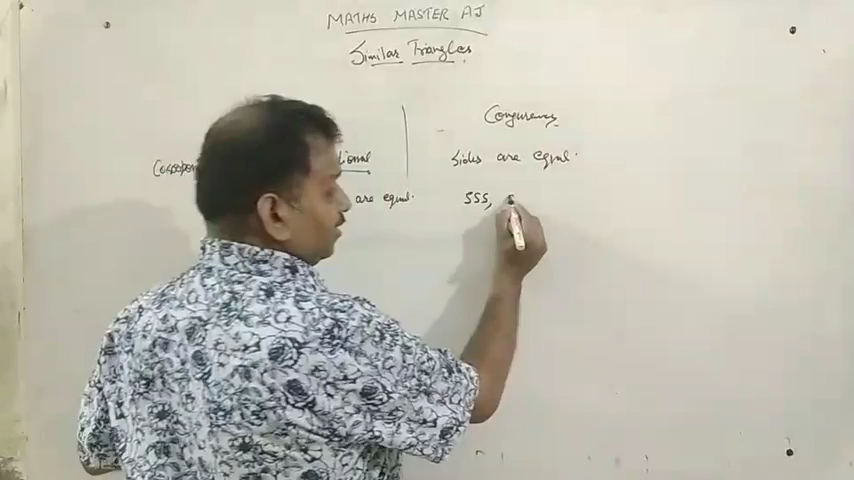 MATHS MASTER AJ
Similar Triangles
Congruency
Sides are equal.
are equal.
SSS, S